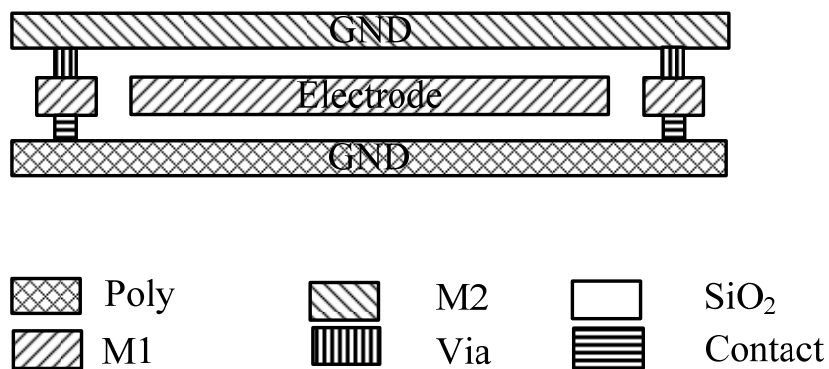 GND
Electrode
GND
Poly M2 SiO₂
M1 Via Contact